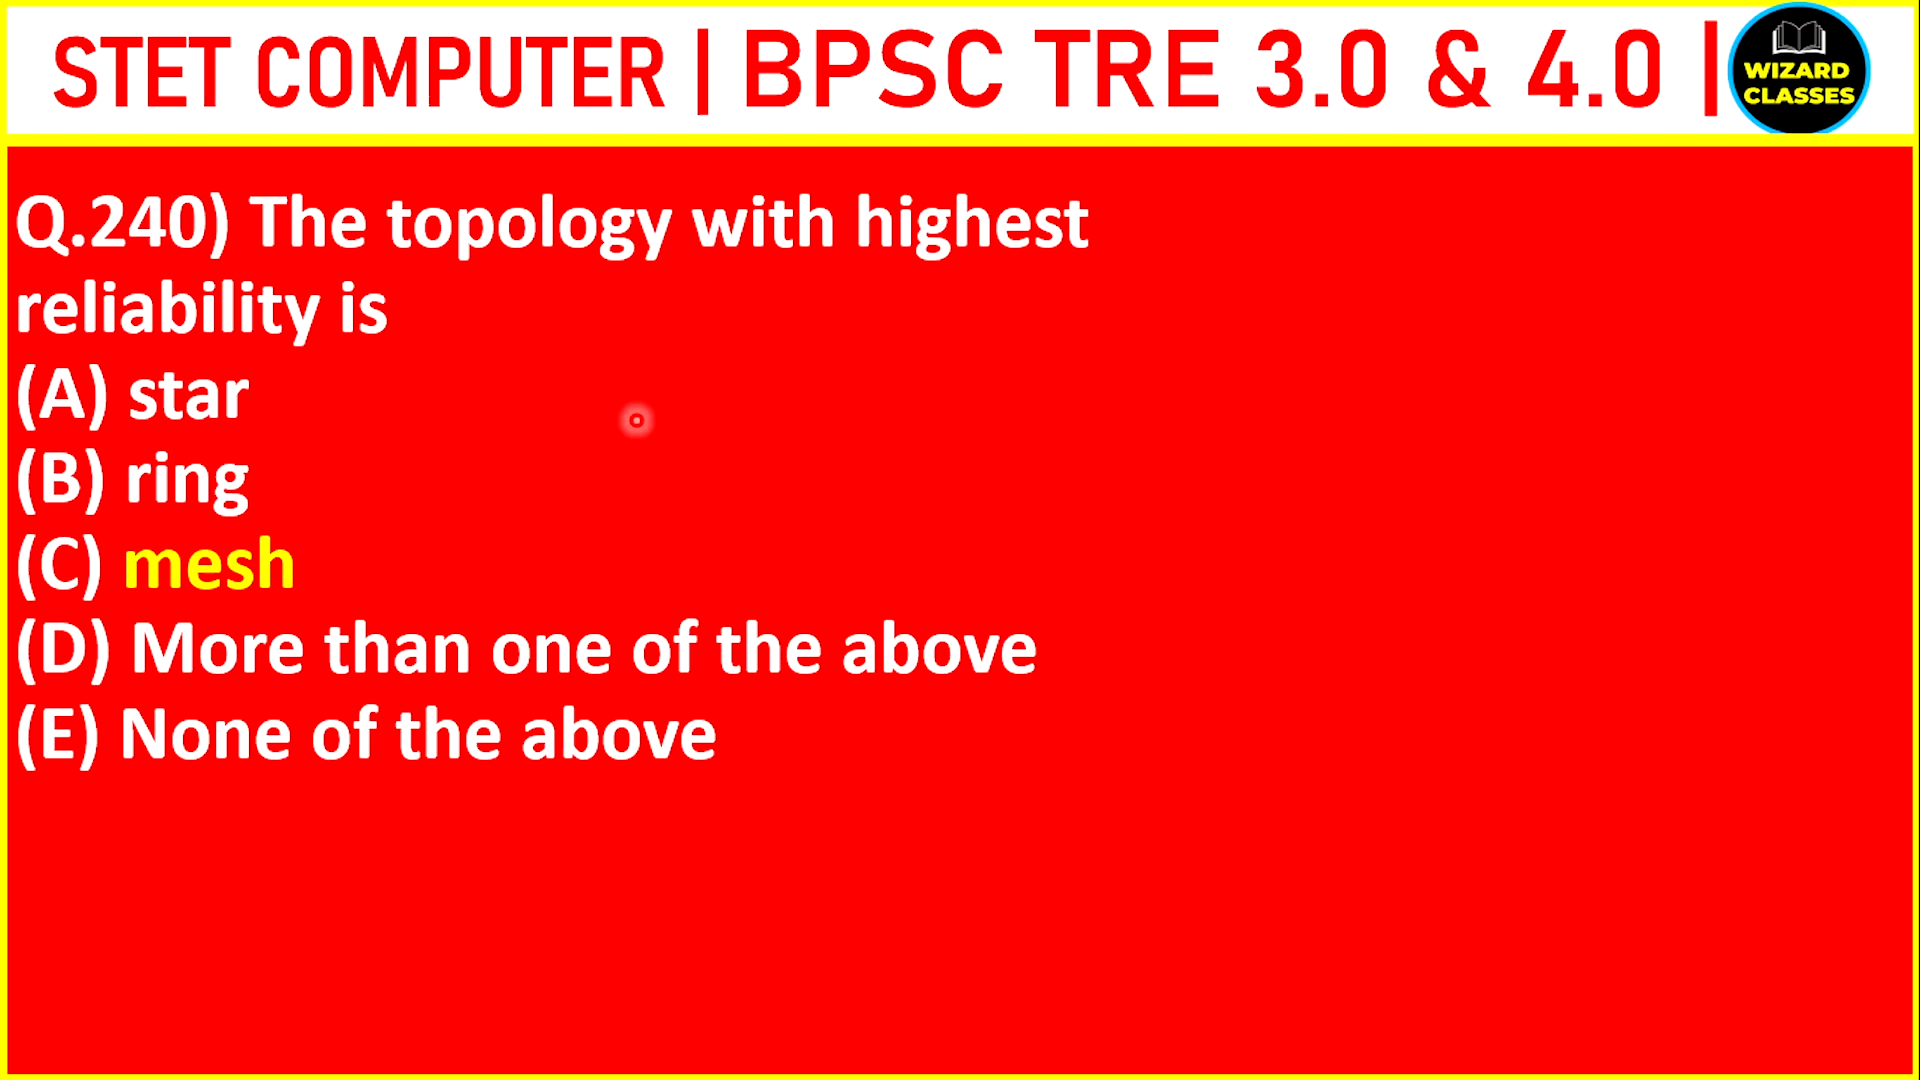 STET COMPUTER | BPSC TRE 3.0 & 4.0 |
WIZARD
CLASSES
Q.240) The topology with highest
reliability is
(A) star
(B) ring
(C) mesh
(D) More than one of the above
(E) None of the above